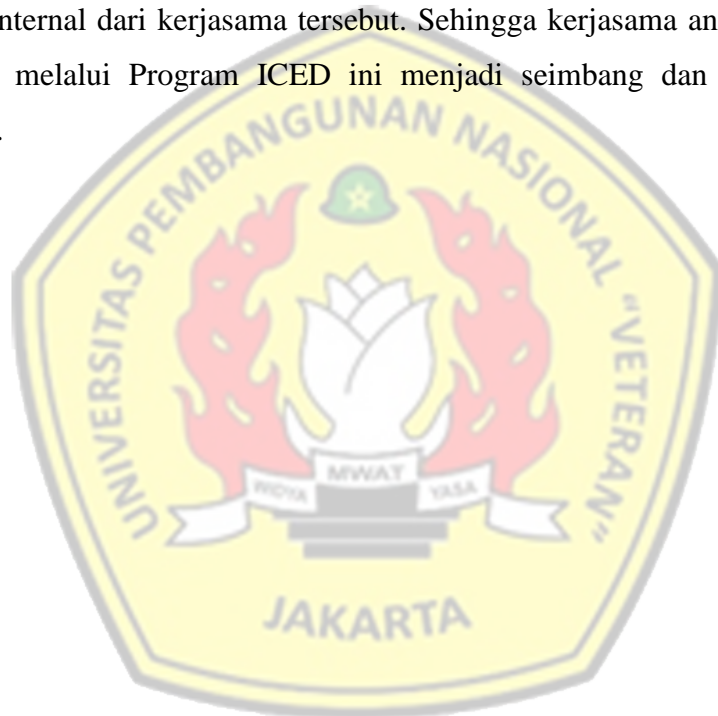 nternal dari kerjasama tersebut. Sehingga kerjasama an
melalui Program ICED ini menjadi seimbang dan
.
UNIVERSITAS PEMBANGUNAN NASIONAL "VETERAN"
WIDYA MWAT YASA
JAKARTA